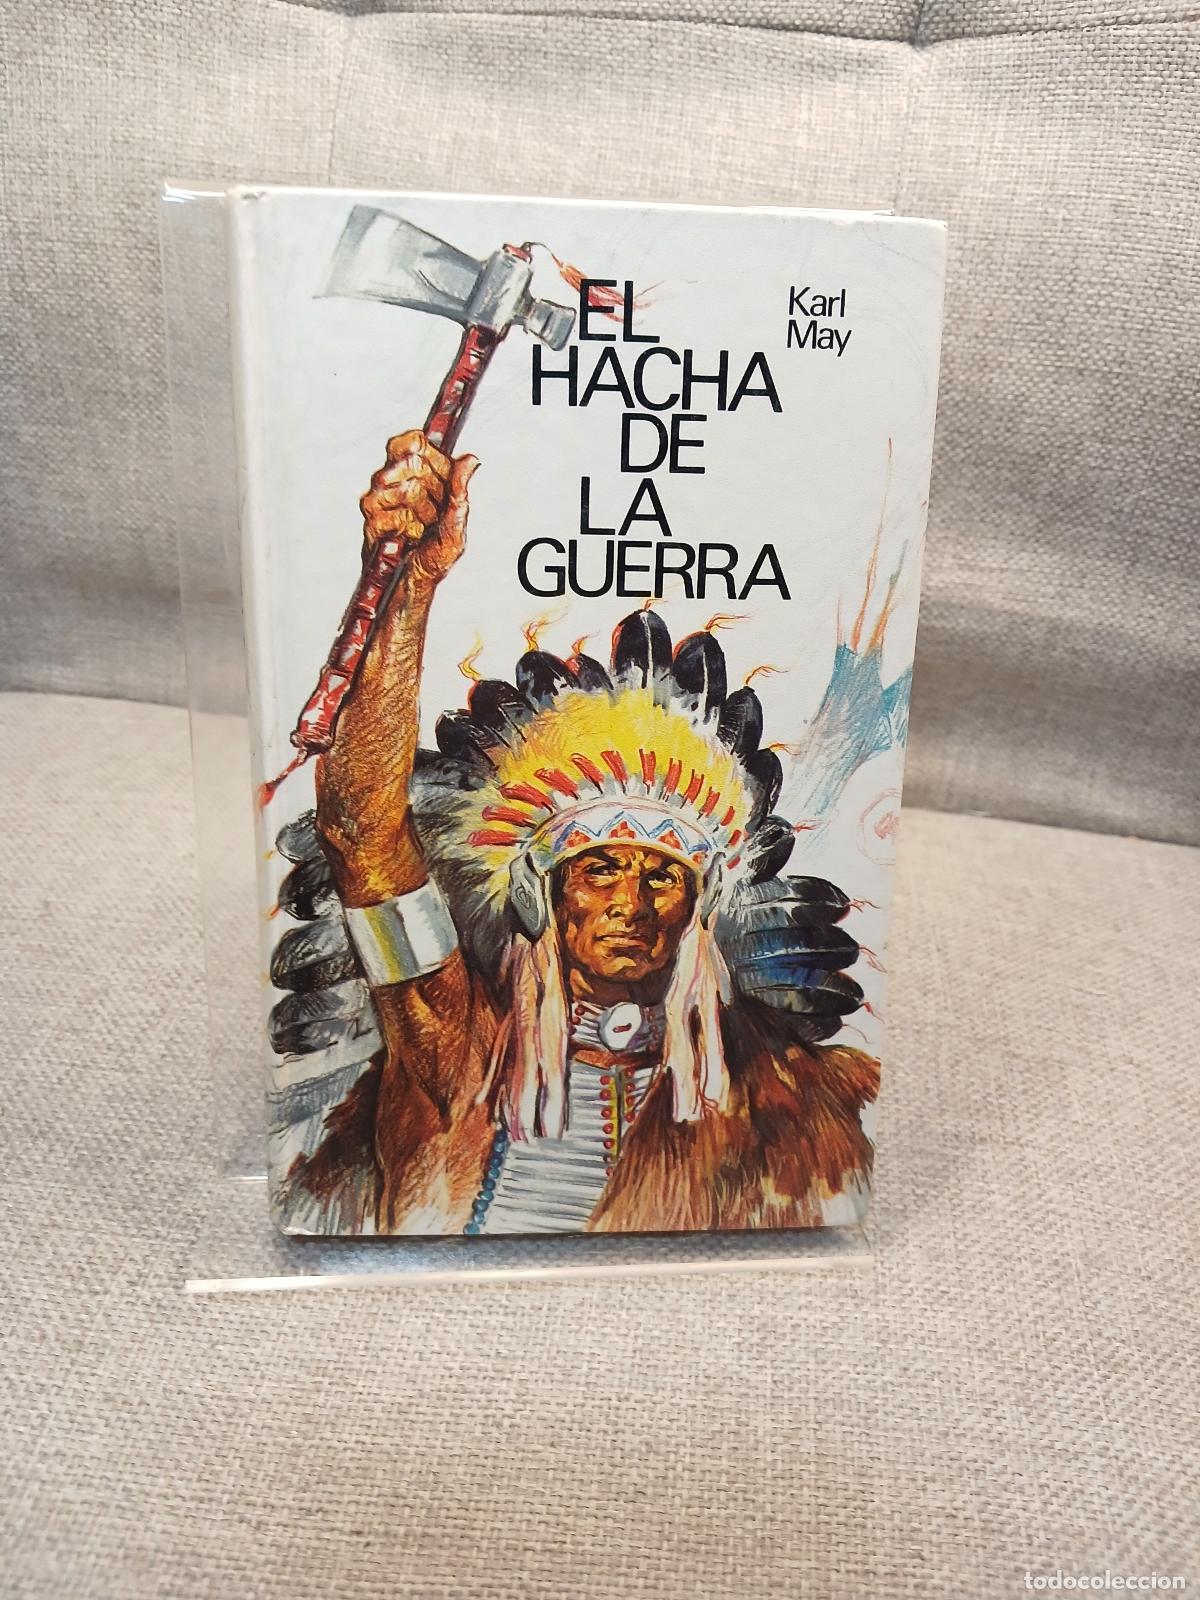 EL
HACHA
DE
LA
GUERRA
Karl
May
todocoleccion